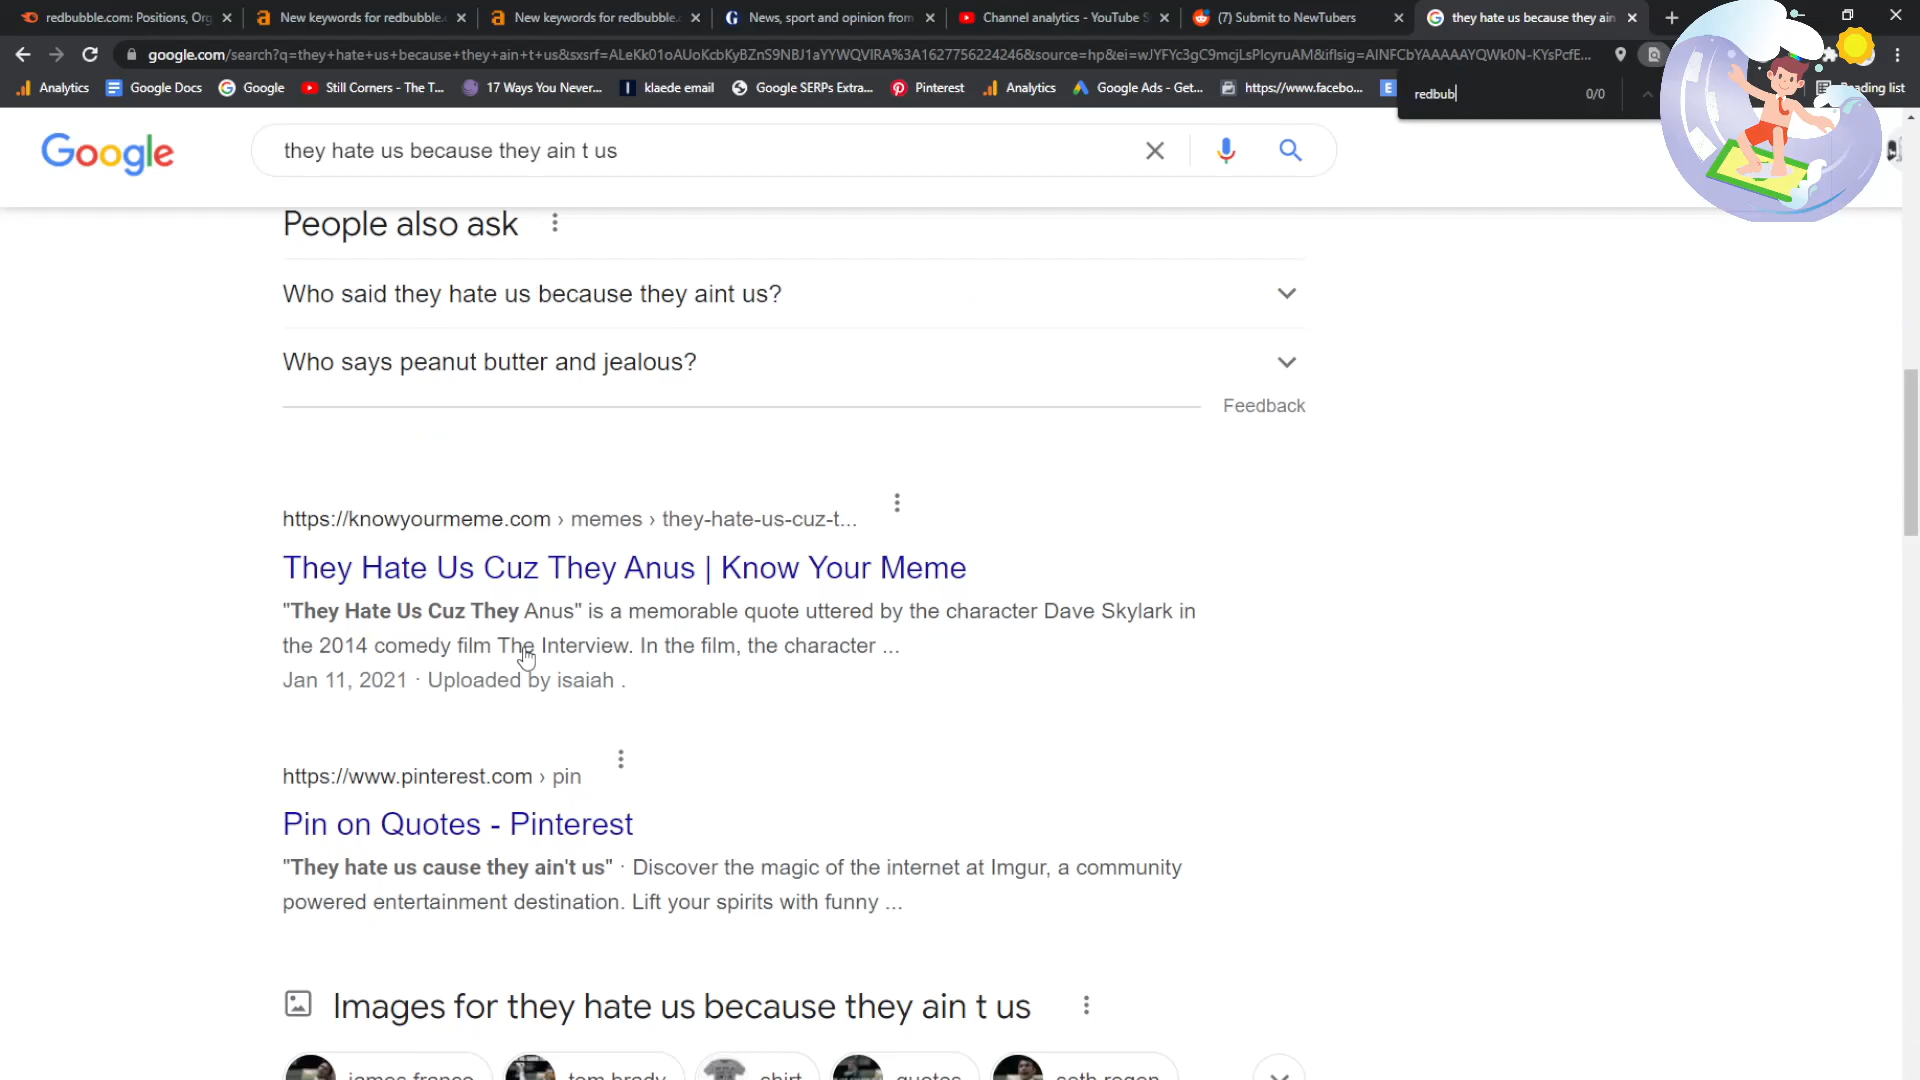 redbubble.com: Positions, Org
New keywords for redbubble.
New keywords for redbubble.
News, sport and opinion from
Channel analytics - YouTube S
(7) Submit to NewTubers
they hate us because they ain
google.com/search?q=they+hate+us+because+they+ain+t+us&sxsrf=ALeKk01oAUoKcbKyBZnS9NBJ1aYYWQVIRA%3A1627756224246&source=hp&ei=wJYFYc3gC9mcjLsPlcyruAM&iflsig=AINFCbYAAAAAYQWk0N-KYsPcfE...
Analytics
Google Docs
Google
Still Corners - The T...
17 Ways You Never...
klaede email
Google SERPs Extra...
Pinterest
Analytics
Google Ads - Get...
https://www.facebo...
E
ading list
redbub
0/0
Google
they hate us because they ain t us
People also ask
Who said they hate us because they aint us?
Who says peanut butter and jealous?
Feedback
https://knowyourmeme.com › memes › they-hate-us-cuz-t...
They Hate Us Cuz They Anus | Know Your Meme
"They Hate Us Cuz They Anus" is a memorable quote uttered by the character Dave Skylark in
the 2014 comedy film The Interview. In the film, the character ...
Jan 11, 2021 · Uploaded by isaiah .
https://www.pinterest.com › pin
Pin on Quotes - Pinterest
"They hate us cause they ain't us" · Discover the magic of the internet at Imgur, a community
powered entertainment destination. Lift your spirits with funny ...
Images for they hate us because they ain t us
james franco
tom brady
shirt
quotes
seth rogen